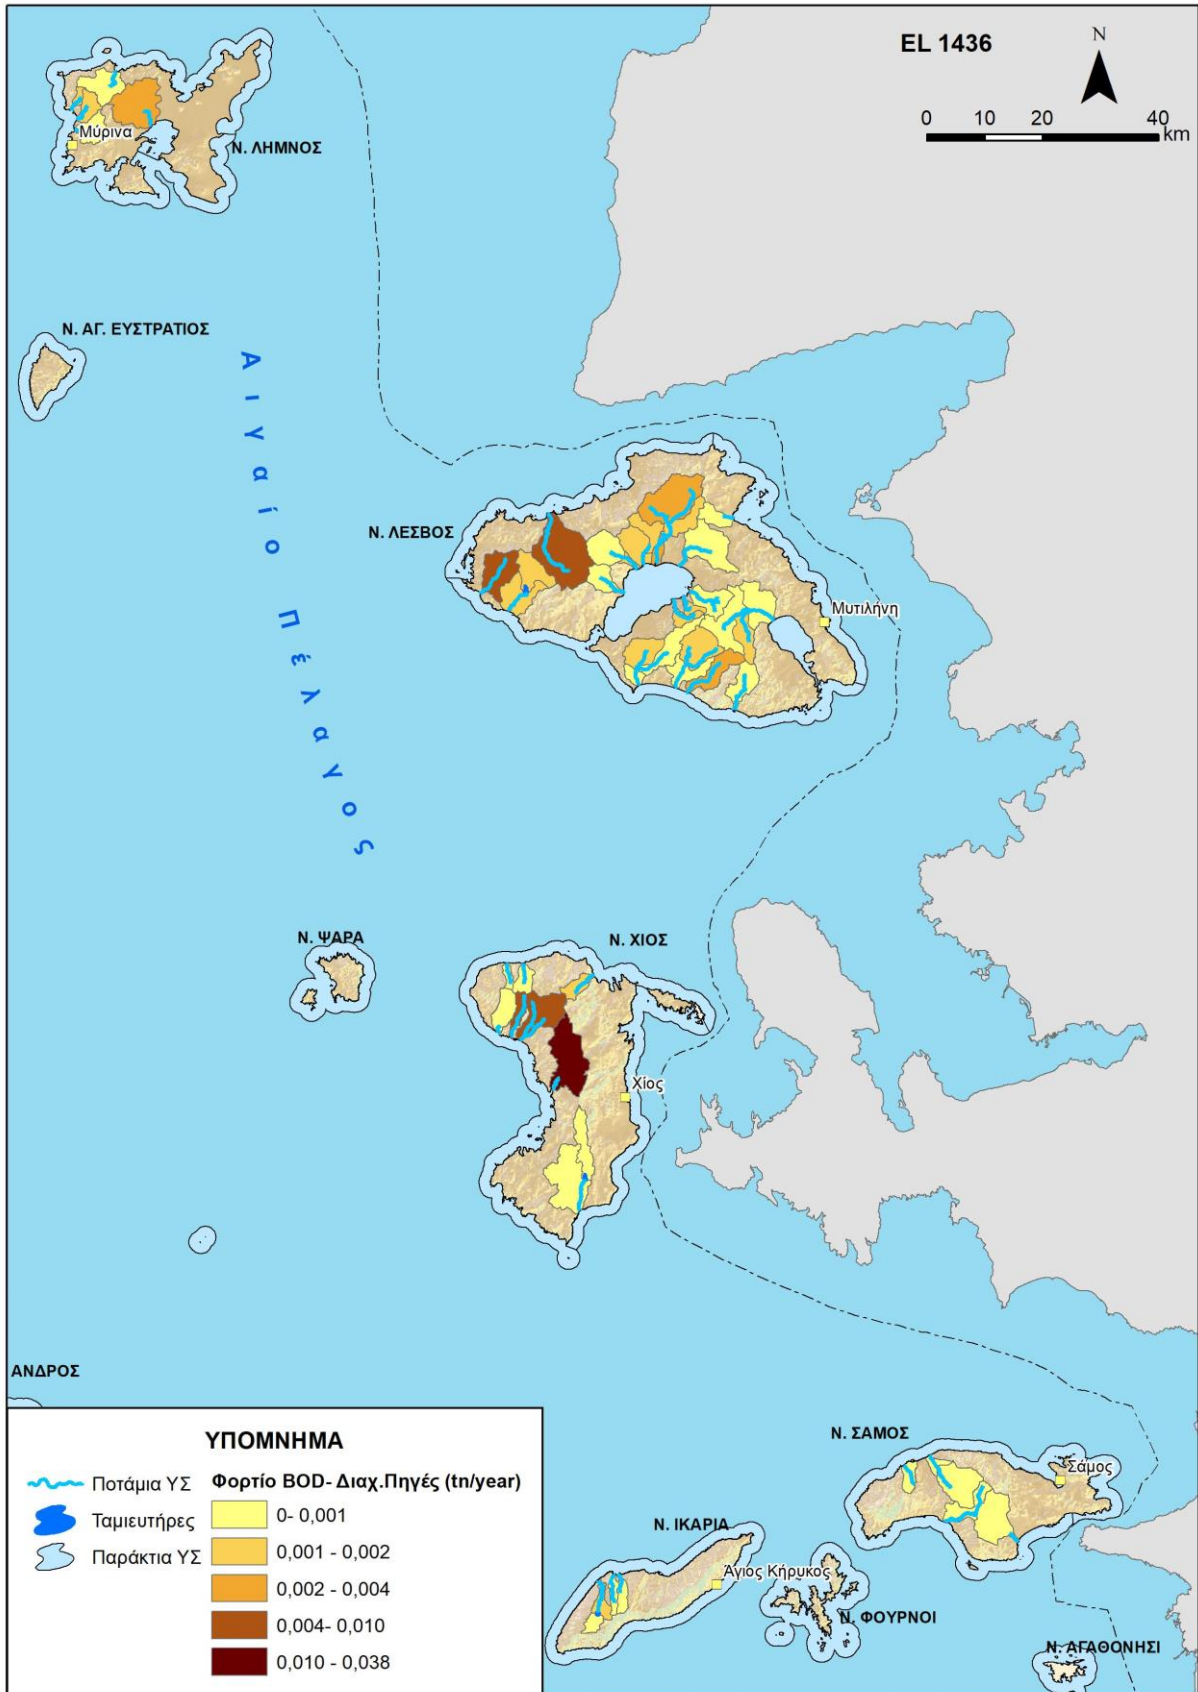 EL 1436
N
0 10 20 40
km
Μύρινα
Ν. ΛΗΜΝΟΣ
Ν. ΑΓ. ΕΥΣΤΡΑΤΙΟΣ
Αιγαίο Πέλαγος
Ν. ΛΕΣΒΟΣ
Μυτιλήνη
Ν. ΨΑΡΑ
Ν. ΧΙΟΣ
Χίος
ΑΝΔΡΟΣ
Ν. ΣΑΜΟΣ
Σάμος
Ν. ΙΚΑΡΙΑ
Άγιος Κήρυκος
Ν. ΦΟΥΡΝΟΙ
Ν. ΑΓΑΘΟΝΗΣΙ
ΥΠΟΜΝΗΜΑ
Ποτάμια ΥΣ
Ταμιευτήρες
Παράκτια ΥΣ
Φορτίο BOD- Διαχ.Πηγές (tn/year)
0- 0,001
0,001 - 0,002
0,002 - 0,004
0,004- 0,010
0,010 - 0,038